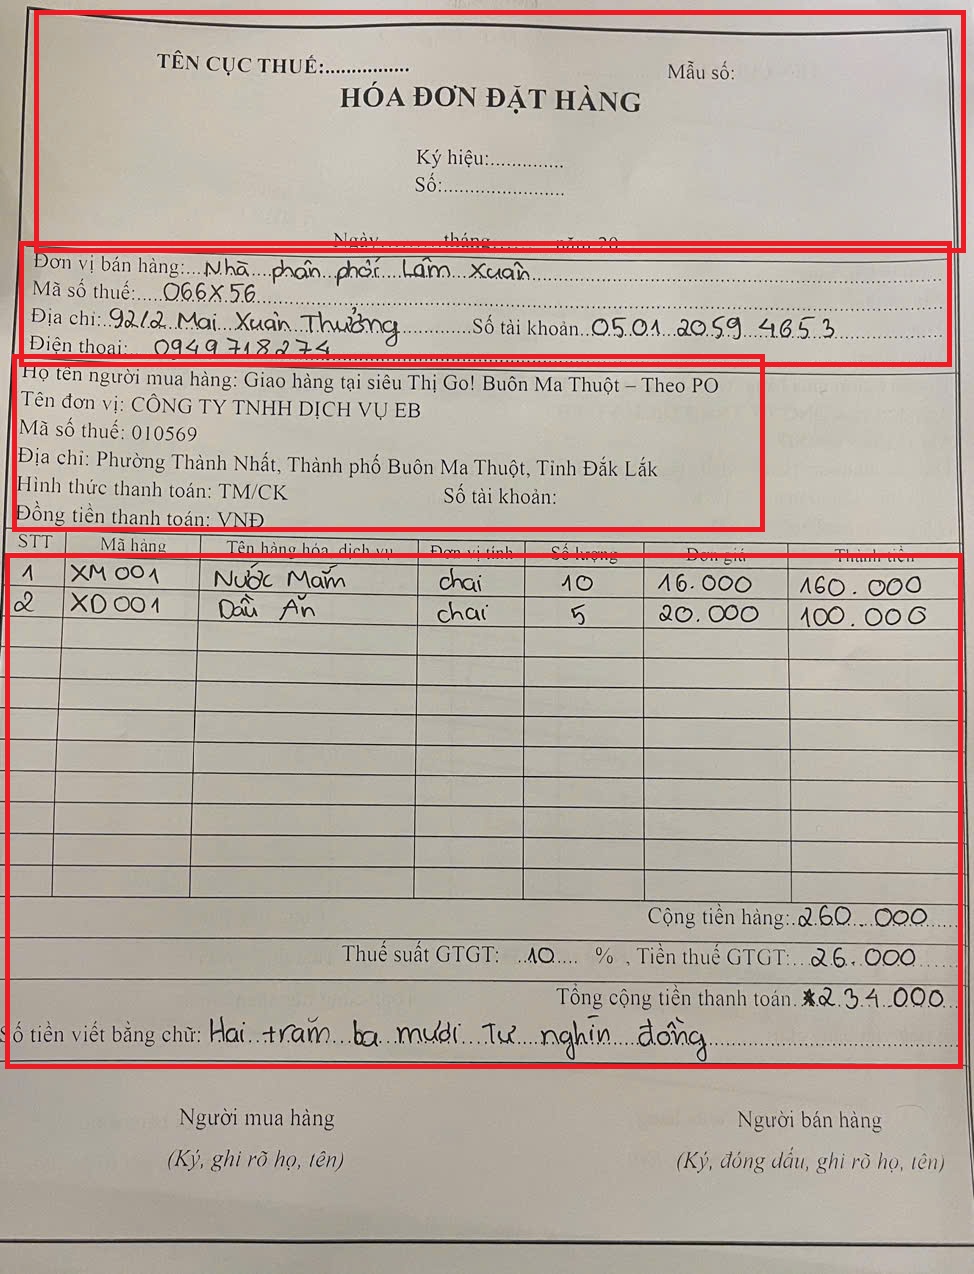 TÊN CỤC THUẾ:................ Mẫu số:
HÓA ĐƠN ĐẶT HÀNG
Ký hiệu:..............
Số:.......................
Ngày.......... tháng.......... năm 20
Đơn vị bán hàng:...Nhà...phân...phối...Lâm...Xuân...
Mã số thuế:.....066X56...
Địa chỉ:..92/2 Mai...Xuân...Thưởng............Số tài khoản..05.01...2059...4653
Điện thoại:...0949718274...
Họ tên người mua hàng: Giao hàng tại siêu Thị Go! Buôn Ma Thuột – Theo PO
Tên đơn vị: CÔNG TY TNHH DỊCH VỤ EB
Mã số thuế: 010569
Địa chỉ: Phường Thành Nhất, Thành phố Buôn Ma Thuột, Tỉnh Đắk Lắk
Hình thức thanh toán: TM/CK Số tài khoản:
Đồng tiền thanh toán: VNĐ
STT Mã hàng Tên hàng hóa, dịch vụ Đơn vị tính Số lượng Đơn giá Thành tiền
1 XM001 Nước Mắm chai 10 16.000 160.000
2 XD001 Dầu Ăn chai 5 20.000 100.000
Cộng tiền hàng:.260...000
Thuế suất GTGT: ...10.... % , Tiền thuế GTGT:...26.000
Tổng cộng tiền thanh toán.234.000
Số tiền viết bằng chữ: Hai...trăm...ba...mươi...Tư...nghìn...đồng
Người mua hàng Người bán hàng
(Ký, ghi rõ họ, tên) (Ký, đóng dấu, ghi rõ họ, tên)